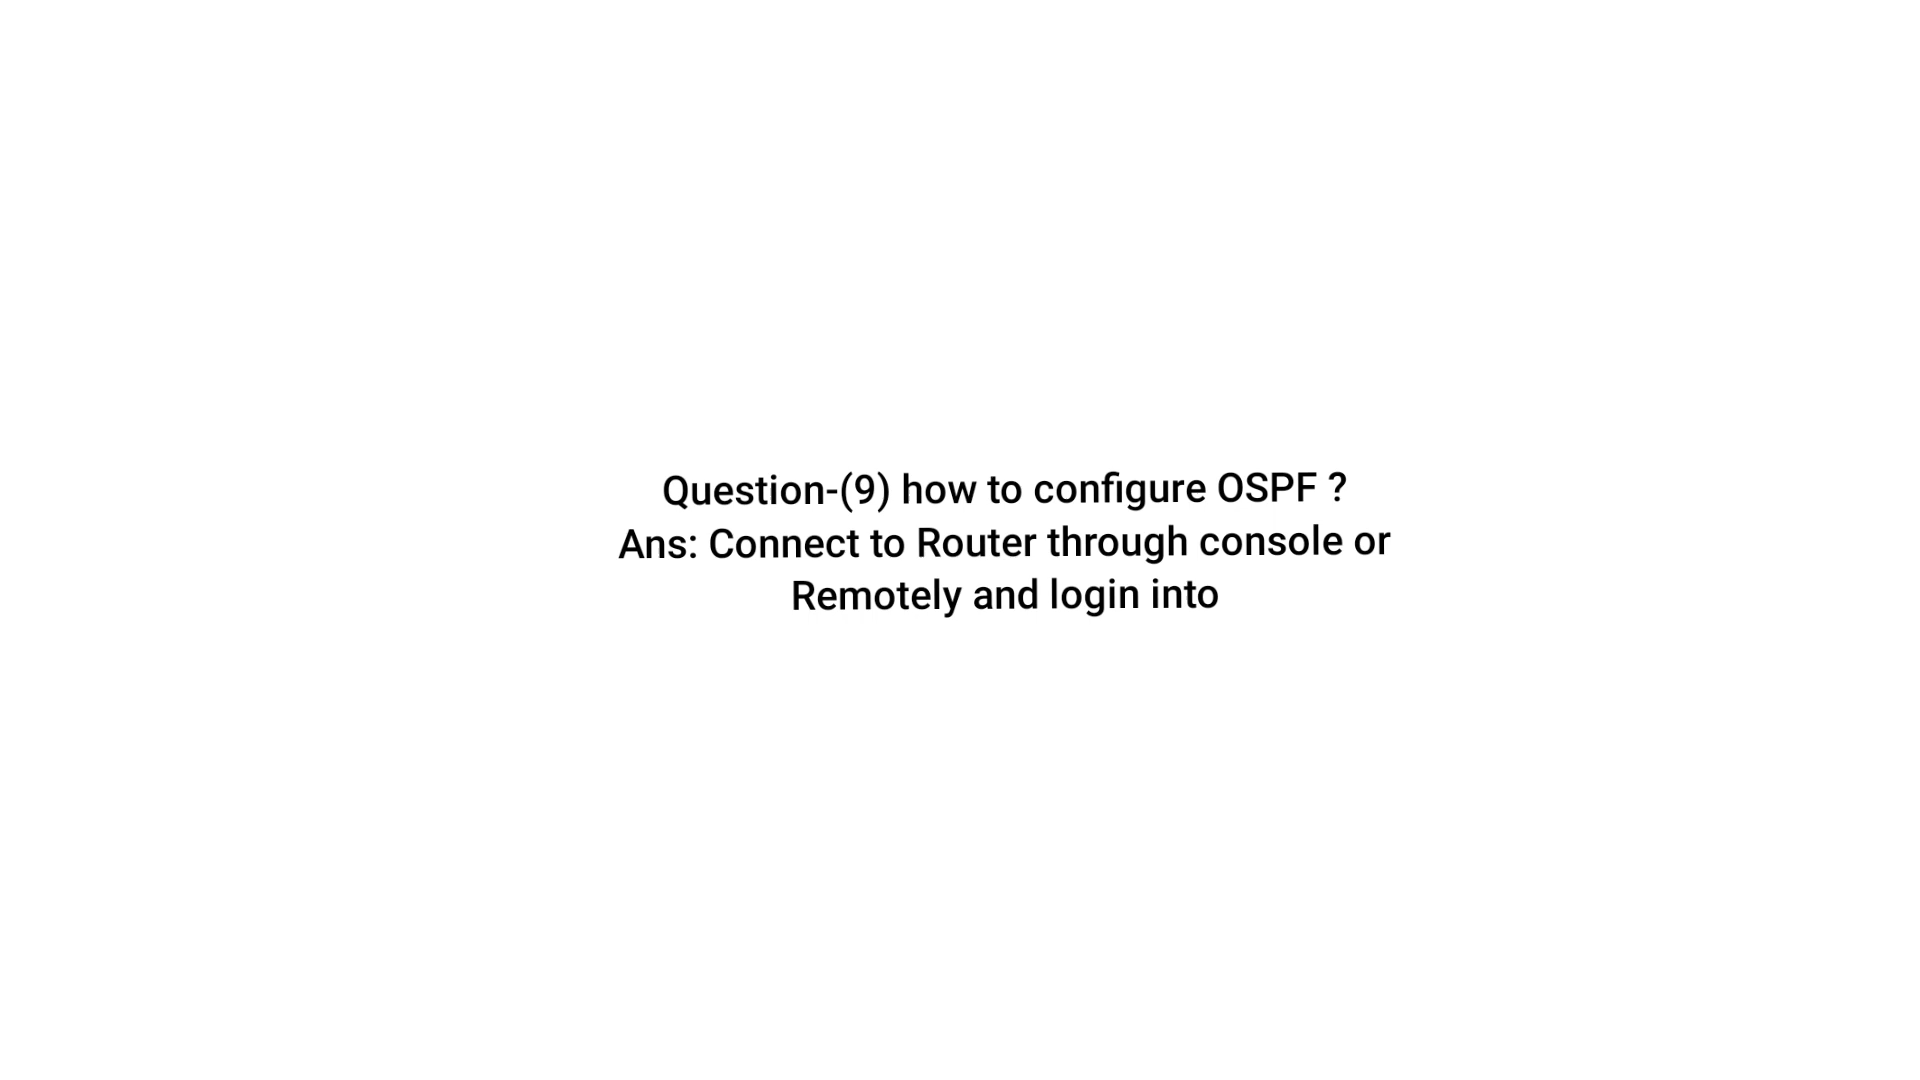 Question-(9) how to configure OSPF ?
Ans: Connect to Router through console or
Remotely and login into